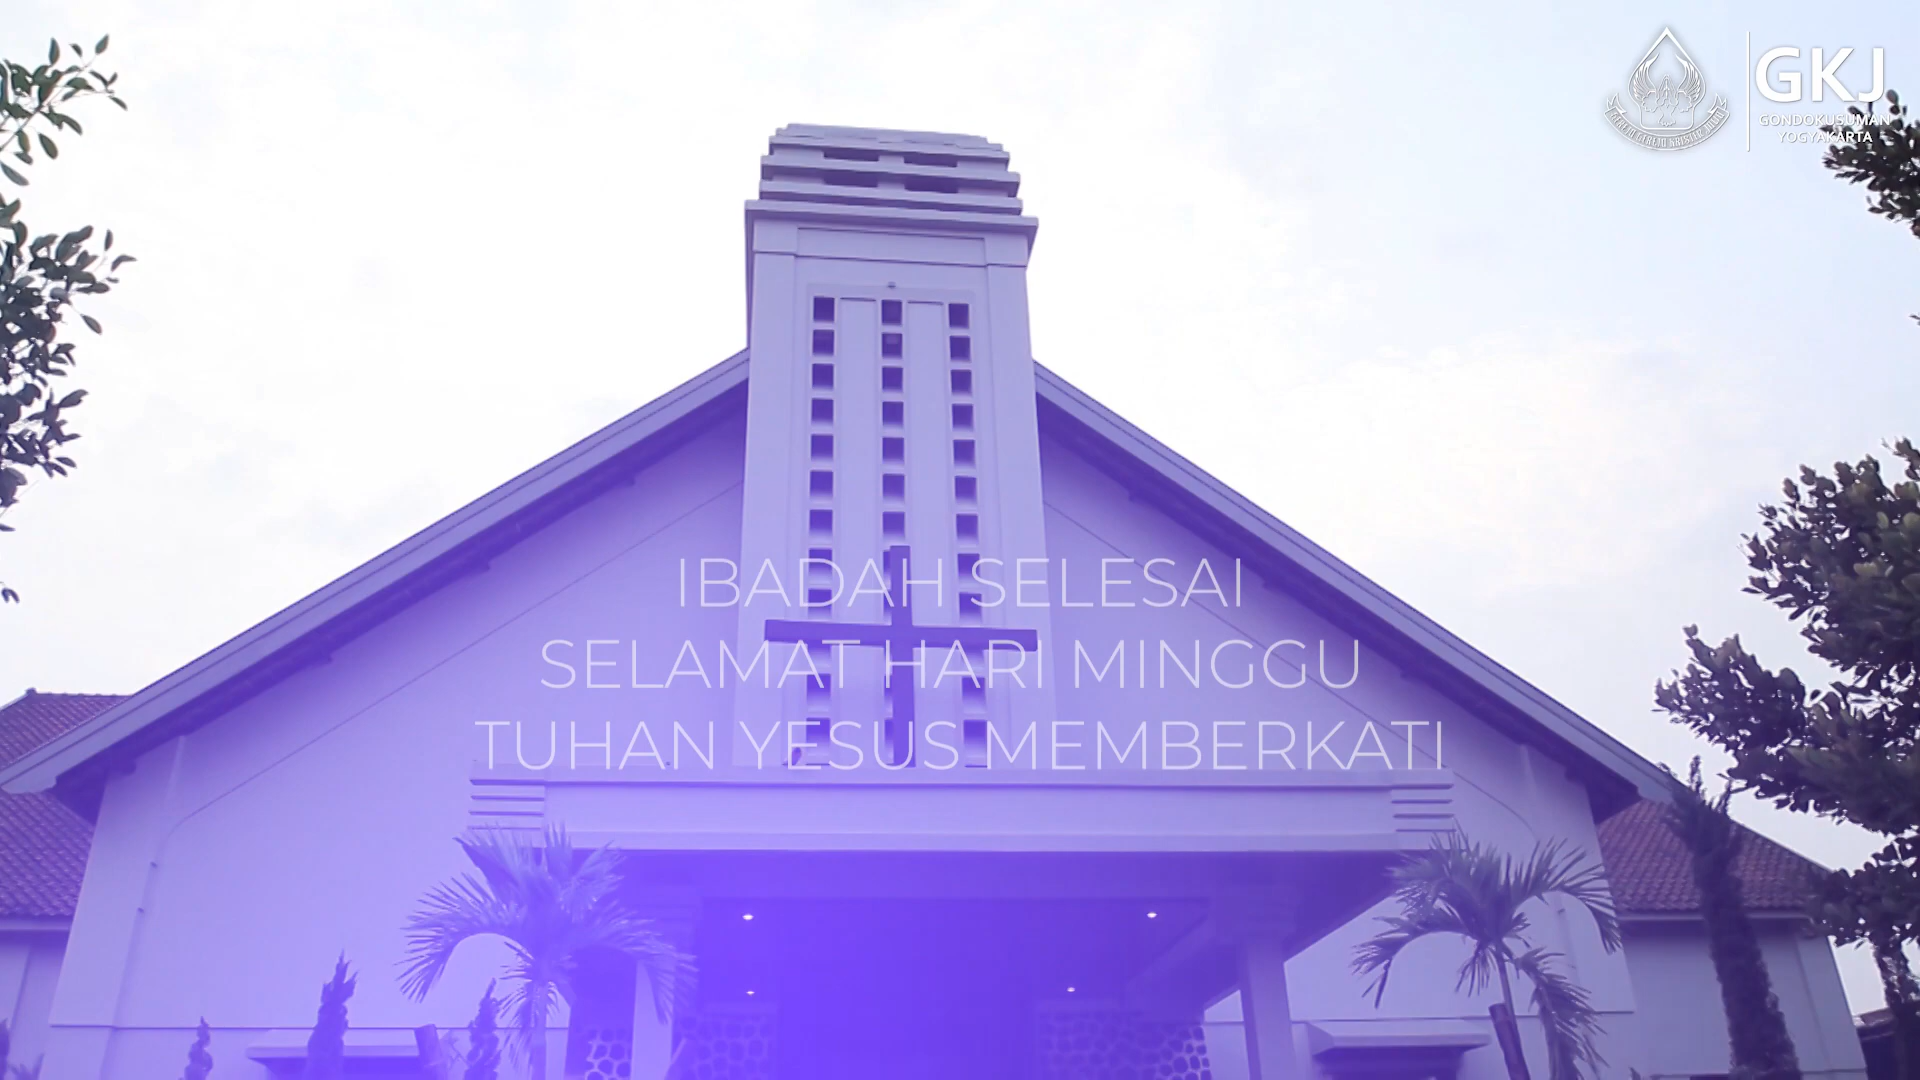 GKJ
GONDOKUSUMAN
YOGYAKARTA
IBADAH SELESAI
SELAMAT HARI MINGGU
TUHAN YESUS MEMBERKATI